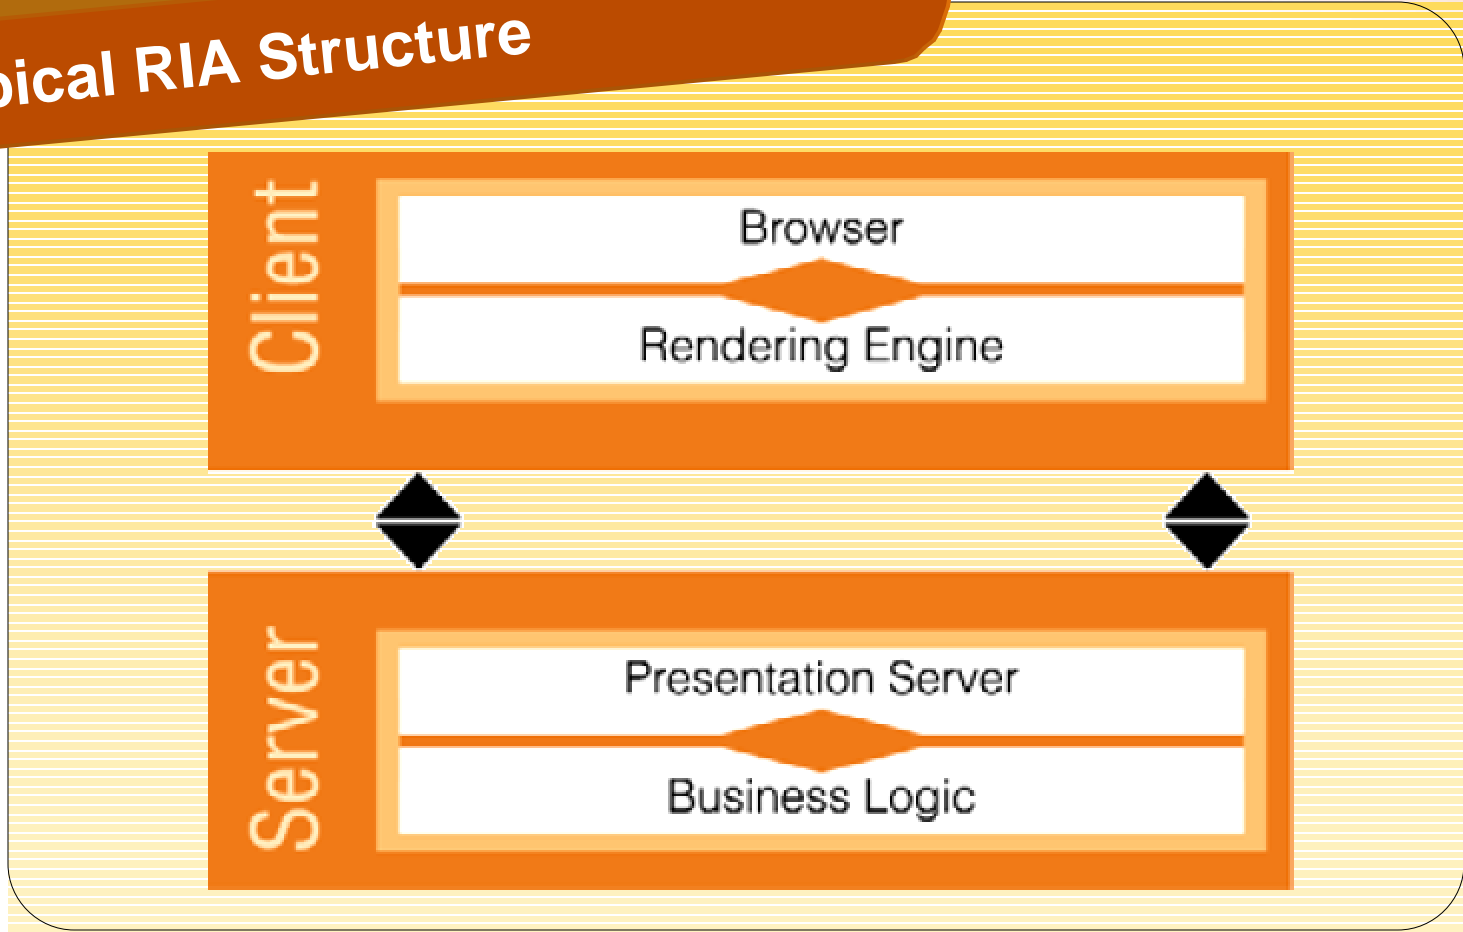 pical RIA Structure
Client
Browser
Rendering Engine
Server
Presentation Server
Business Logic